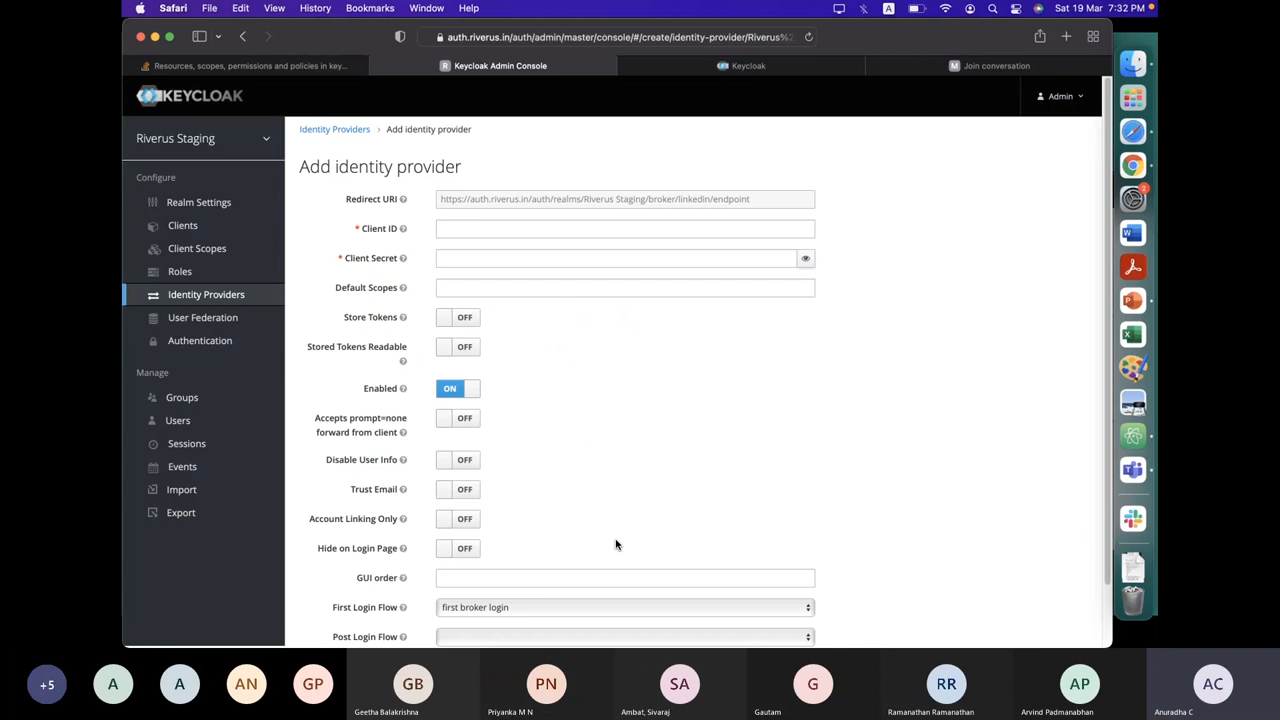 Safari File Edit View History Bookmarks Window Help A Sat 19 Mar 7:32 PM
auth.riverus.in/auth/admin/master/console/#/create/identity-provider/Riverus%2
Resources, scopes, permissions and policies in key... R Keycloak Admin Console Keycloak M Join conversation
KEYCLOAK Admin
Riverus Staging
Configure
Realm Settings
Clients
Client Scopes
Roles
Identity Providers
User Federation
Authentication
Manage
Groups
Users
Sessions
Events
Import
Export
Identity Providers > Add identity provider
Add identity provider
Redirect URI https://auth.riverus.in/auth/realms/Riverus Staging/broker/linkedin/endpoint
* Client ID
* Client Secret
Default Scopes
Store Tokens OFF
Stored Tokens Readable OFF
Enabled ON
Accepts prompt=none
forward from client OFF
Disable User Info OFF
Trust Email OFF
Account Linking Only OFF
Hide on Login Page OFF
GUI order
First Login Flow first broker login
Post Login Flow
2
W
P
X
+5 A A AN GP GB PN SA G RR AP AC
Geetha Balakrishna Priyanka M N Ambat, Sivaraj Gautam Ramanathan Ramanathan Arvind Padmanabhan Anuradha C